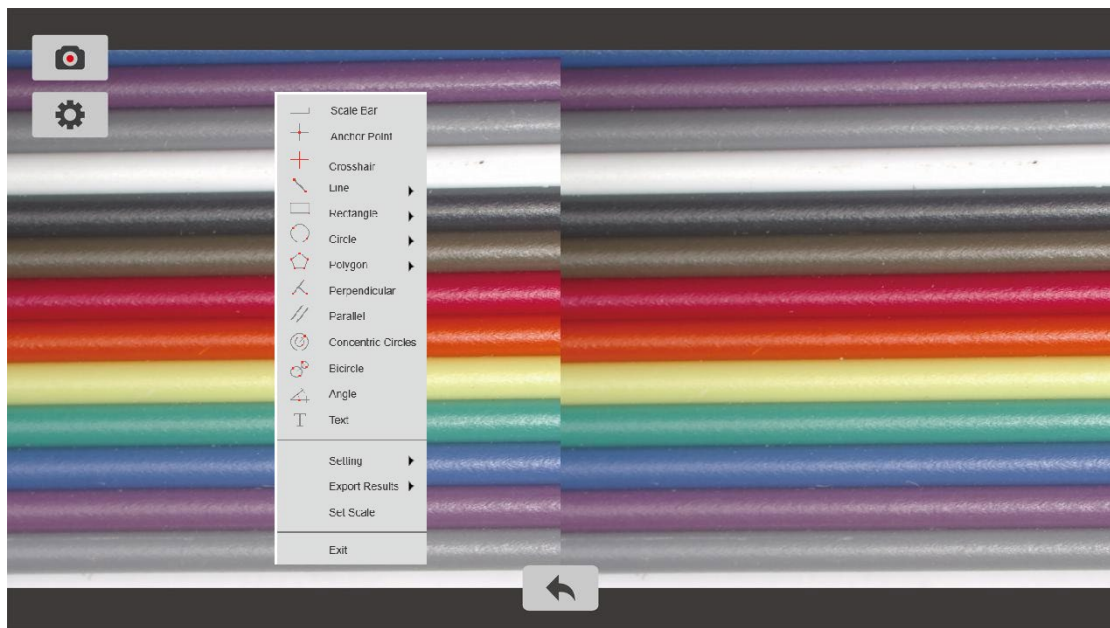 Scale Bar
Anchor Point
Crosshair
Line
Rectangle
Circle
Polygon
Perpendicular
Parallel
Concentric Circles
Bicircle
Angle
Text
Setting
Export Results
Set Scale
Exit